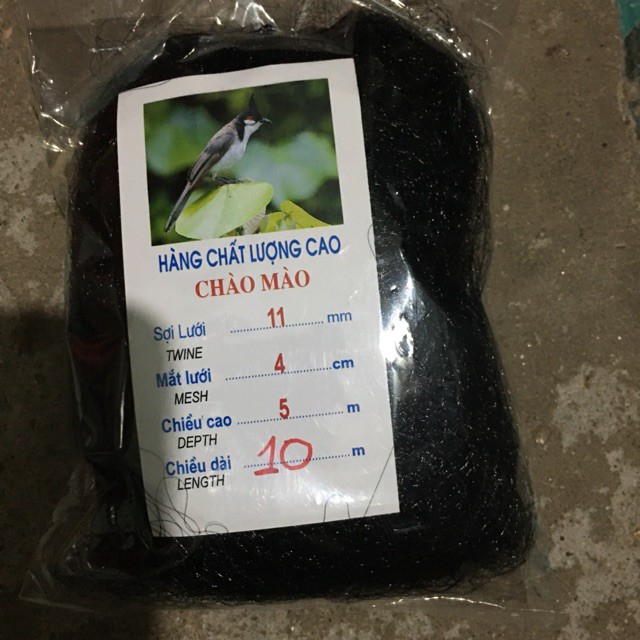 HÀNG CHẤT LƯỢNG CAO
CHÀO MÀO
Sợi Lưới ........11........ mm
TWINE
Mắt lưới ........4........ cm
MESH
Chiều cao ........5........ m
DEPTH
Chiều dài ........10........ m
LENGTH